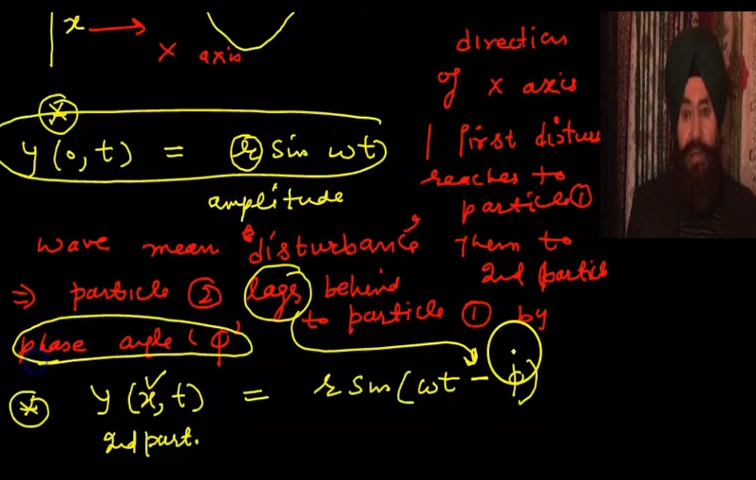 x
X axis
y(0, t) = r sin ωt
amplitude
direction
of x axis
first distur
reaches to
particle ①
wave mean "disturbance" Then to
2nd partic
⇒ particle ② lags behind
to particle ① by
phase angle (φ)
y(x, t) = r sin(ωt - φ)
2nd part.